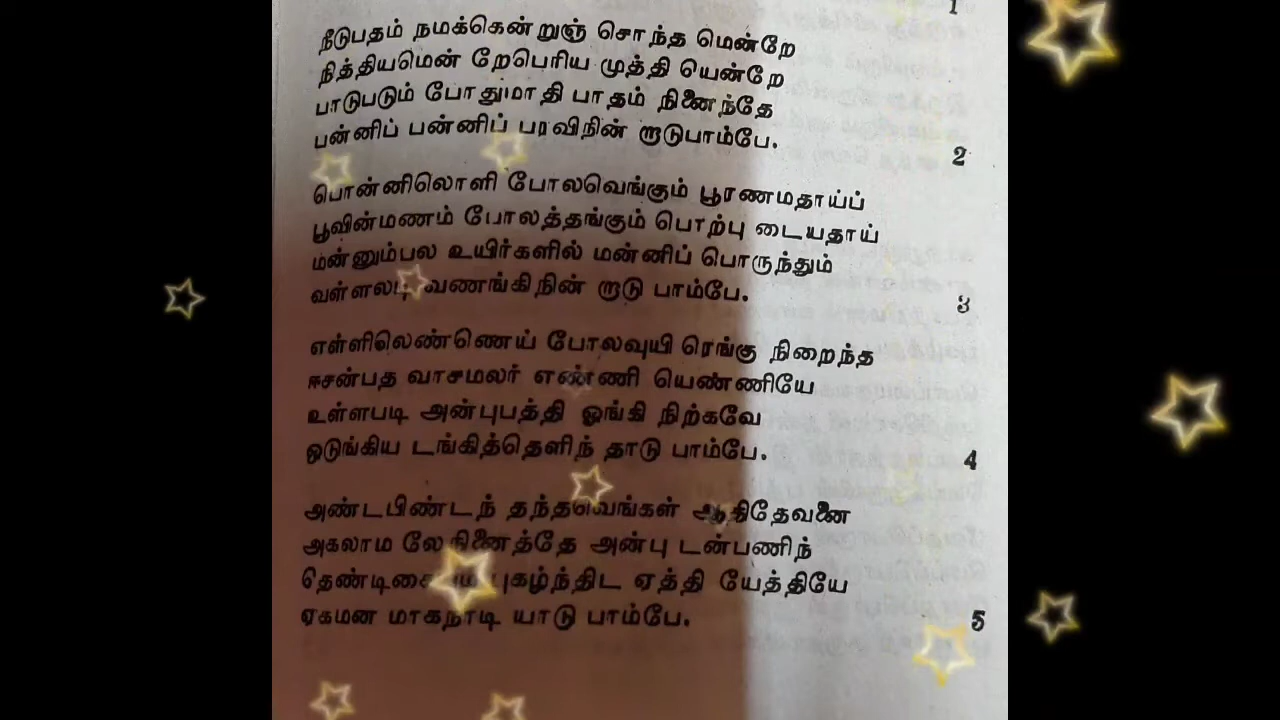 1
நீடுபதம் நமக்கென்றுஞ் சொந்த மென்றே
நித்தியமென் றேபெரிய முத்தி யென்றே
பாடுபடும் போதுமாதி பாதம் நினைந்தே
பன்னிப் பன்னிப் பரவிநின் றாடுபாம்பே.
2
பொன்னிலொளி போலவெங்கும் பூரணமதாய்ப்
பூவின்மணம் போலத்தங்கும் பொற்பு டையதாய்
மன்னும்பல உயிர்களில் மன்னிப் பொருந்தும்
வள்ளலடி வணங்கிநின் றாடு பாம்பே.
3
எள்ளிலெண்ணெய் போலவுயி ரெங்கு நிறைந்த
ஈசன்பத வாசமலர் எண்ணி யெண்ணியே
உள்ளபடி அன்புபத்தி ஓங்கி நிற்கவே
ஒடுங்கிய டங்கித்தெளிந் தாடு பாம்பே.
4
அண்டபிண்டந் தந்தவெங்கள் ஆதிதேவனை
அகலாம லேநினைத்தே அன்பு டன்பணிந்
தெண்டிசையும் புகழ்ந்திட ஏத்தி யேத்தியே
ஏகமன மாகநாடி யாடு பாம்பே.
5